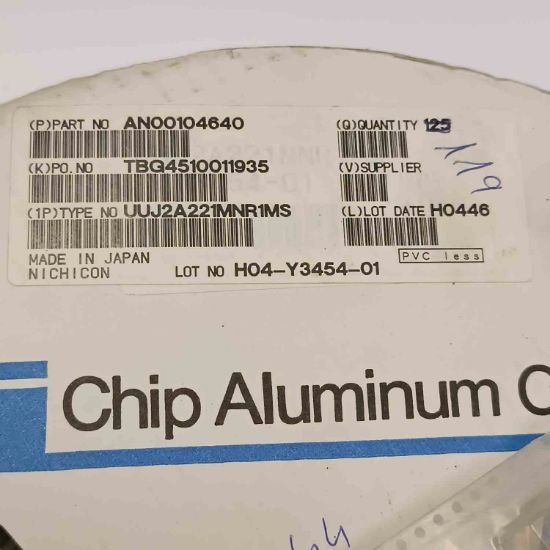 (P)PART NO AN00104640
(Q)QUANTITY 125
119
(K)PO.NO TBG4510011935
(V)SUPPLIER
(1P)TYPE NO UUJ2A221MNR1MS
(L)LOT DATE H0446
MADE IN JAPAN
NICHICON LOT NO H04-Y3454-01
PVC less
Chip Aluminum C